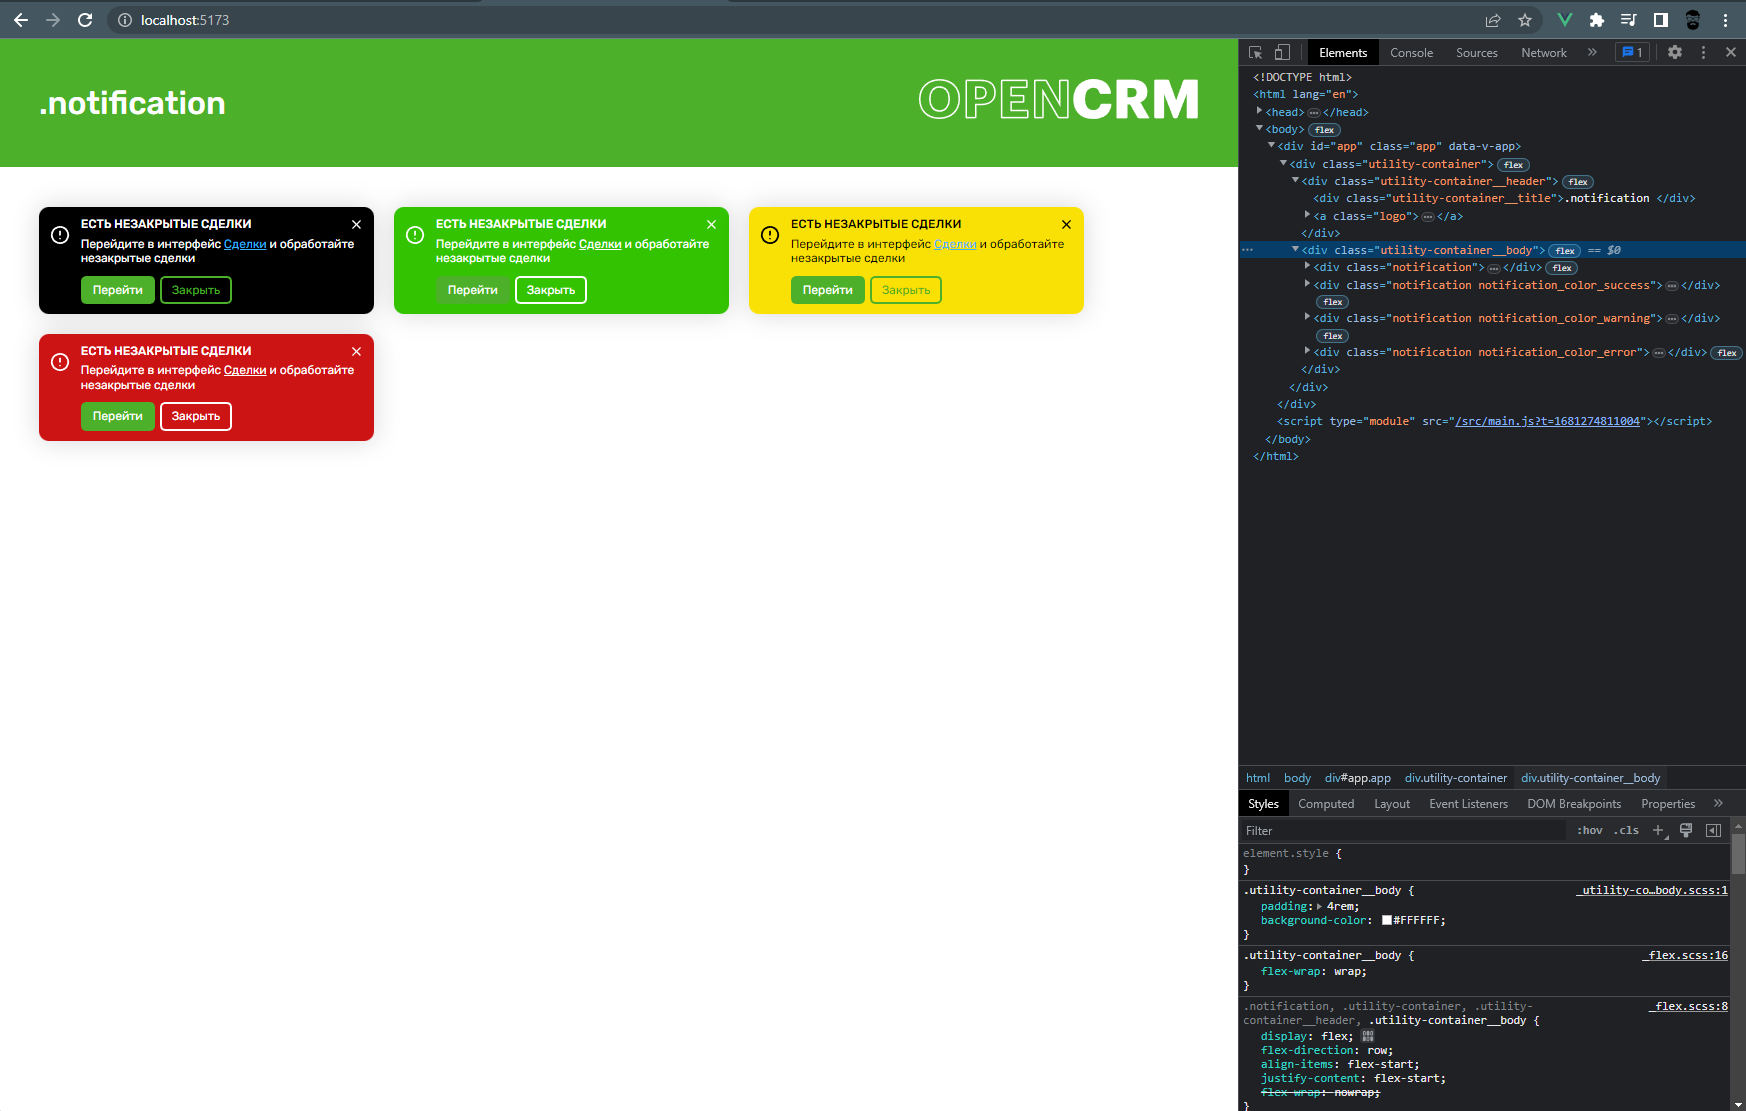 localhost:5173
.notification
OPENCRM
ЕСТЬ НЕЗАКРЫТЫЕ СДЕЛКИ
Перейдите в интерфейс Сделки и обработайте
незакрытые сделки
Перейти Закрыть
ЕСТЬ НЕЗАКРЫТЫЕ СДЕЛКИ
Перейдите в интерфейс Сделки и обработайте
незакрытые сделки
Перейти Закрыть
ЕСТЬ НЕЗАКРЫТЫЕ СДЕЛКИ
Перейдите в интерфейс Сделки и обработайте
незакрытые сделки
Перейти Закрыть
ЕСТЬ НЕЗАКРЫТЫЕ СДЕЛКИ
Перейдите в интерфейс Сделки и обработайте
незакрытые сделки
Перейти Закрыть
Elements Console Sources Network » 1
<!DOCTYPE html>
<html lang="en">
<head>…</head>
<body> flex
<div id="app" class="app" data-v-app>
<div class="utility-container"> flex
<div class="utility-container__header"> flex
<div class="utility-container__title">.notification </div>
<a class="logo">…</a>
</div>
<div class="utility-container__body"> flex == $0
<div class="notification">…</div> flex
<div class="notification notification_color_success">…</div>
flex
<div class="notification notification_color_warning">…</div>
flex
<div class="notification notification_color_error">…</div> flex
</div>
</div>
</div>
<script type="module" src="/src/main.js?t=1681274811004"></script>
</body>
</html>
html body div#app.app div.utility-container div.utility-container__body
Styles Computed Layout Event Listeners DOM Breakpoints Properties »
Filter :hov .cls +
element.style {
}
.utility-container__body { _utility-co…body.scss:1
padding: 4rem;
background-color: #FFFFFF;
}
.utility-container__body { _flex.scss:16
flex-wrap: wrap;
}
.notification, .utility-container, .utility- _flex.scss:8
container__header, .utility-container__body {
display: flex;
flex-direction: row;
align-items: flex-start;
justify-content: flex-start;
flex-wrap: nowrap;
}